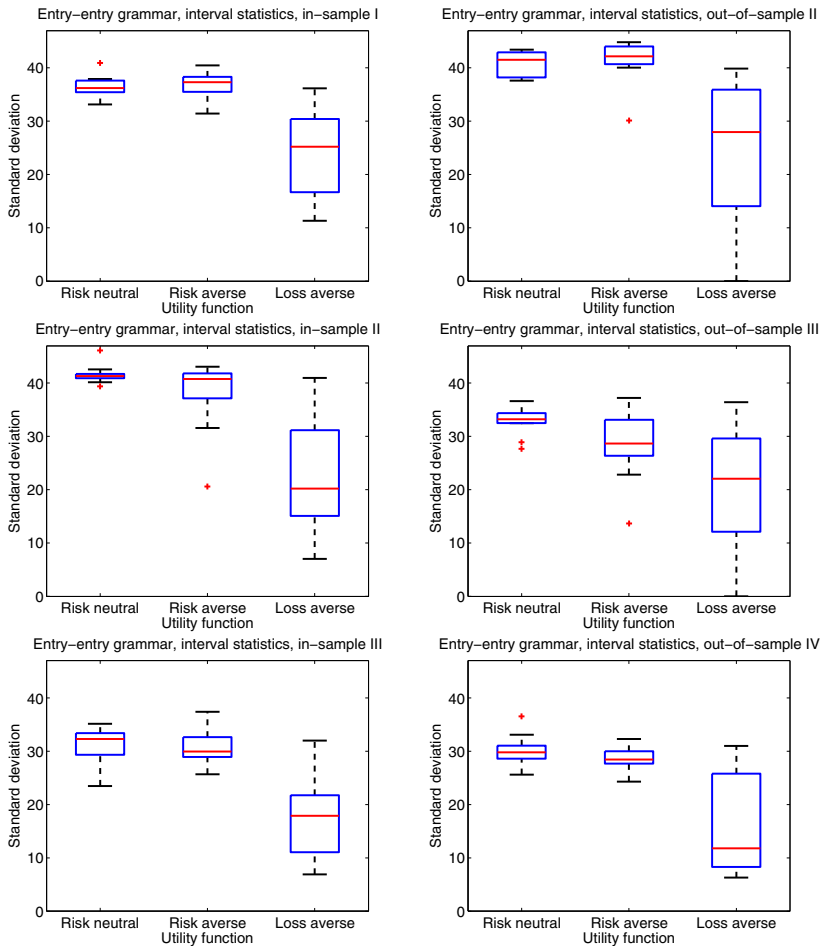 Entry-entry grammar, interval statistics, in-sample I
40
30
20
10
0
Standard deviation
Risk neutral Risk averse Loss averse
Utility function
Entry-entry grammar, interval statistics, out-of-sample II
40
30
20
10
0
Standard deviation
Risk neutral Risk averse Loss averse
Utility function
Entry-entry grammar, interval statistics, in-sample II
40
30
20
10
0
Standard deviation
Risk neutral Risk averse Loss averse
Utility function
Entry-entry grammar, interval statistics, out-of-sample III
40
30
20
10
0
Standard deviation
Risk neutral Risk averse Loss averse
Utility function
Entry-entry grammar, interval statistics, in-sample III
40
30
20
10
0
Standard deviation
Risk neutral Risk averse Loss averse
Utility function
Entry-entry grammar, interval statistics, out-of-sample IV
40
30
20
10
0
Standard deviation
Risk neutral Risk averse Loss averse
Utility function